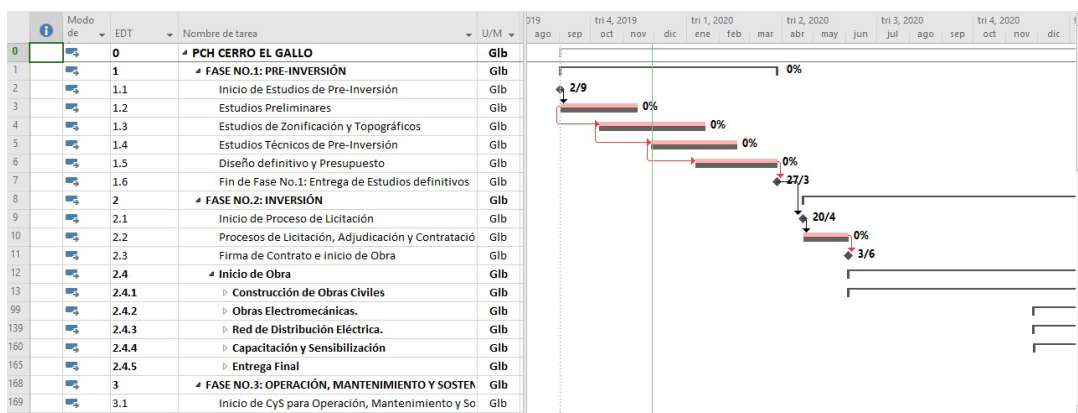 Modo de EDT Nombre de tarea U/M 019 tri 4, 2019 tri 1, 2020 tri 2, 2020 tri 3, 2020 tri 4, 2020
ago sep oct nov dic ene feb mar abr may jun jul ago sep oct nov dic
0 0 PCH CERRO EL GALLO Glb
1 1 FASE NO.1: PRE-INVERSIÓN Glb 0%
2 1.1 Inicio de Estudios de Pre-Inversión Glb 2/9
3 1.2 Estudios Preliminares Glb 0%
4 1.3 Estudios de Zonificación y Topográficos Glb 0%
5 1.4 Estudios Técnicos de Pre-Inversión Glb 0%
6 1.5 Diseño definitivo y Presupuesto Glb 0%
7 1.6 Fin de Fase No.1: Entrega de Estudios definitivos Glb 27/3
8 2 FASE NO.2: INVERSIÓN Glb
9 2.1 Inicio de Proceso de Licitación Glb 20/4
10 2.2 Procesos de Licitación, Adjudicación y Contratació Glb 0%
11 2.3 Firma de Contrato e inicio de Obra Glb 3/6
12 2.4 Inicio de Obra Glb
13 2.4.1 Construcción de Obras Civiles Glb
99 2.4.2 Obras Electromecánicas. Glb
139 2.4.3 Red de Distribución Eléctrica. Glb
160 2.4.4 Capacitación y Sensibilización Glb
165 2.4.5 Entrega Final Glb
168 3 FASE NO.3: OPERACIÓN, MANTENIMIENTO Y SOSTEN Glb
169 3.1 Inicio de CyS para Operación, Mantenimiento y So Glb